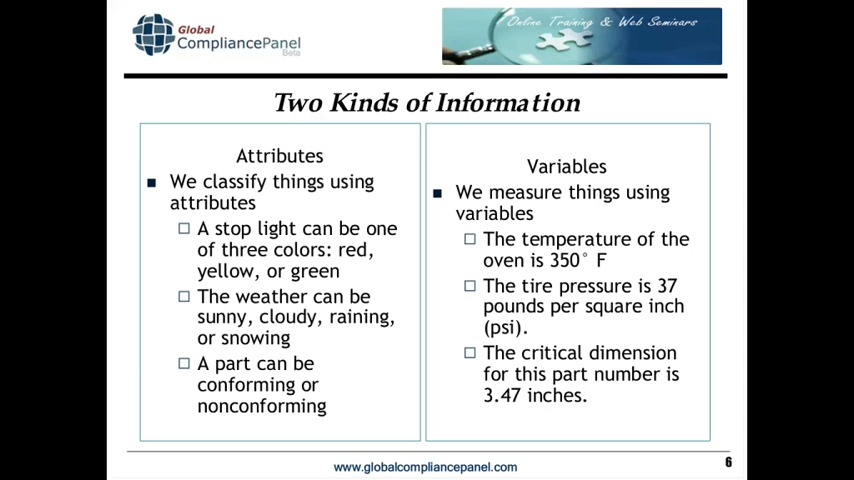 Global
CompliancePanel
Beta
Online Training & Web Seminars
Two Kinds of Information
Attributes
We classify things using
attributes
A stop light can be one
of three colors: red,
yellow, or green
The weather can be
sunny, cloudy, raining,
or snowing
A part can be
conforming or
nonconforming
Variables
We measure things using
variables
The temperature of the
oven is 350° F
The tire pressure is 37
pounds per square inch
(psi).
The critical dimension
for this part number is
3.47 inches.
www.globalcompliancepanel.com
6